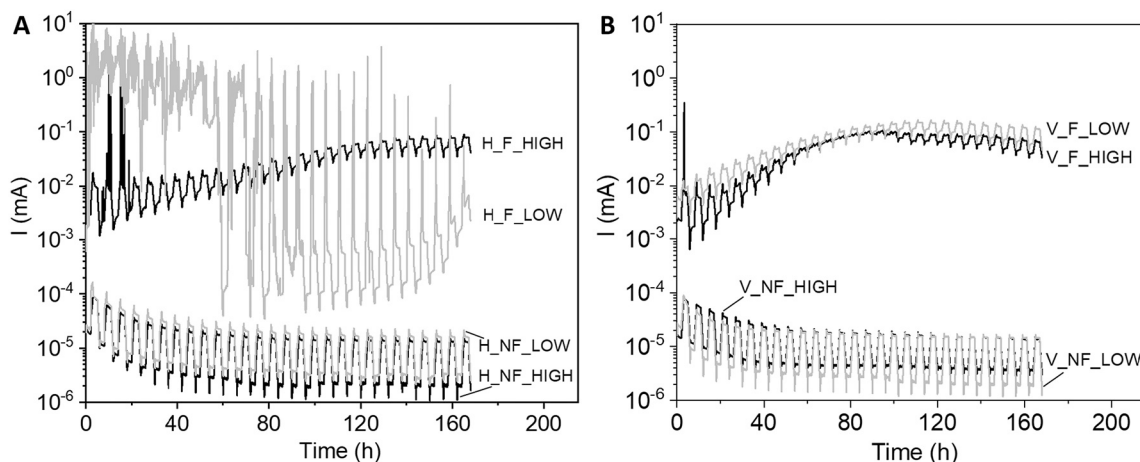 A
I (mA)
10¹
10⁰
10⁻¹
10⁻²
10⁻³
10⁻⁴
10⁻⁵
10⁻⁶
H_F_HIGH
H_F_LOW
H_NF_LOW
H_NF_HIGH
0 40 80 120 160 200
Time (h)
B
I (mA)
10¹
10⁰
10⁻¹
10⁻²
10⁻³
10⁻⁴
10⁻⁵
10⁻⁶
V_F_LOW
V_F_HIGH
V_NF_HIGH
V_NF_LOW
0 40 80 120 160 200
Time (h)